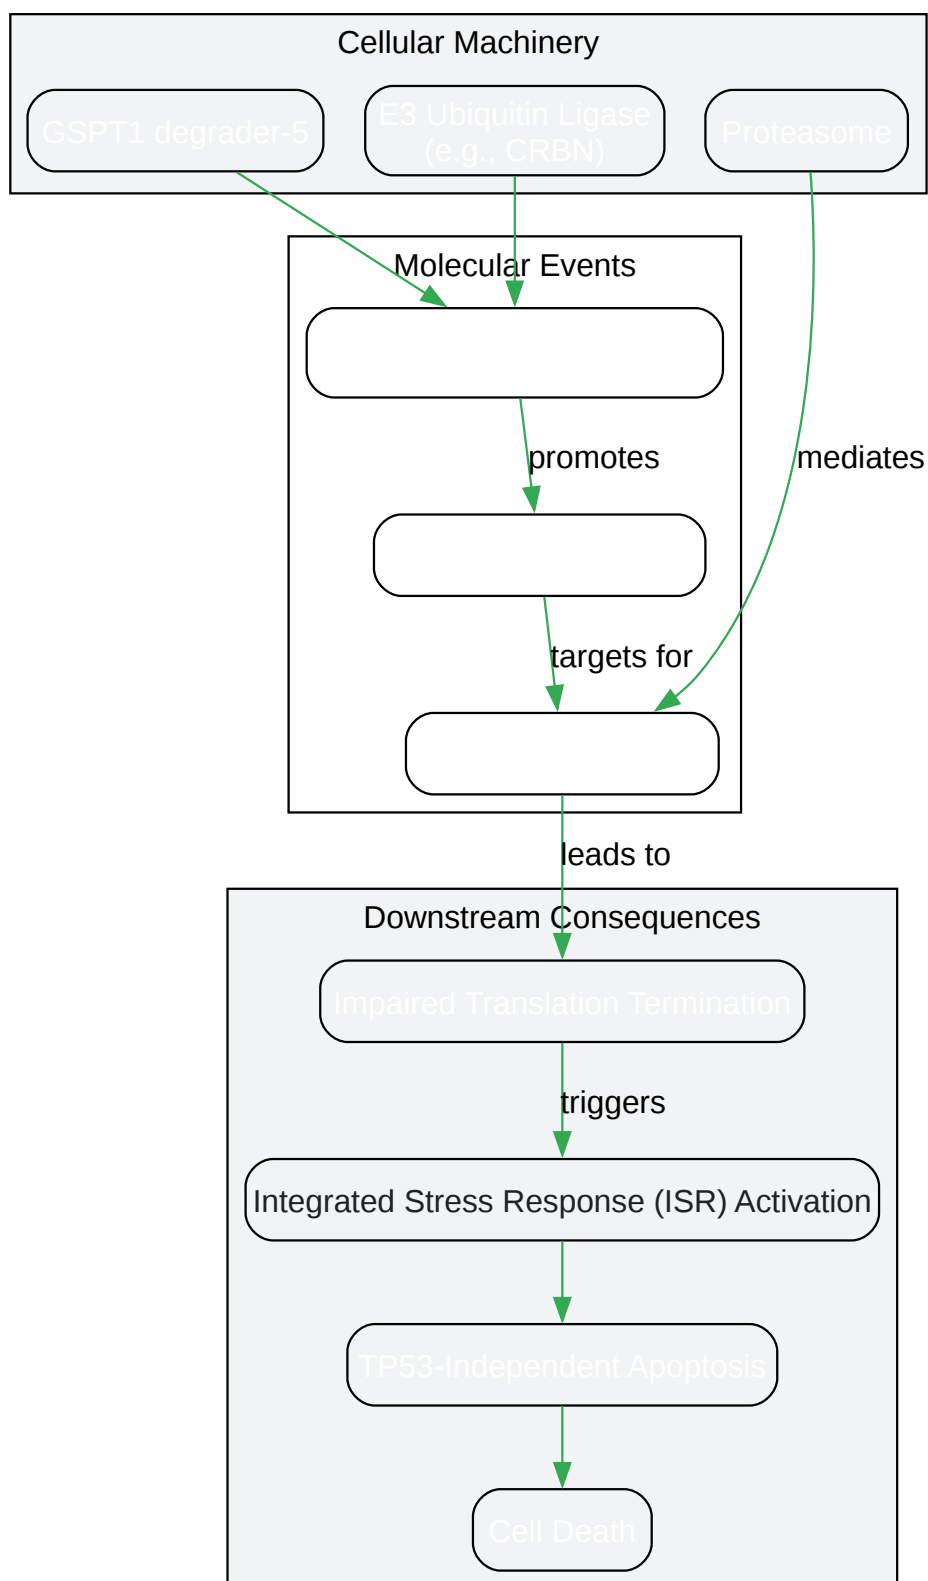 Cellular Machinery
GSPT1 degrader-5
E3 Ubiquitin Ligase
(e.g., CRBN)
Proteasome
Molecular Events
promotes
mediates
targets for
leads to
Downstream Consequences
Impaired Translation Termination
triggers
Integrated Stress Response (ISR) Activation
TP53-Independent Apoptosis
Cell Death